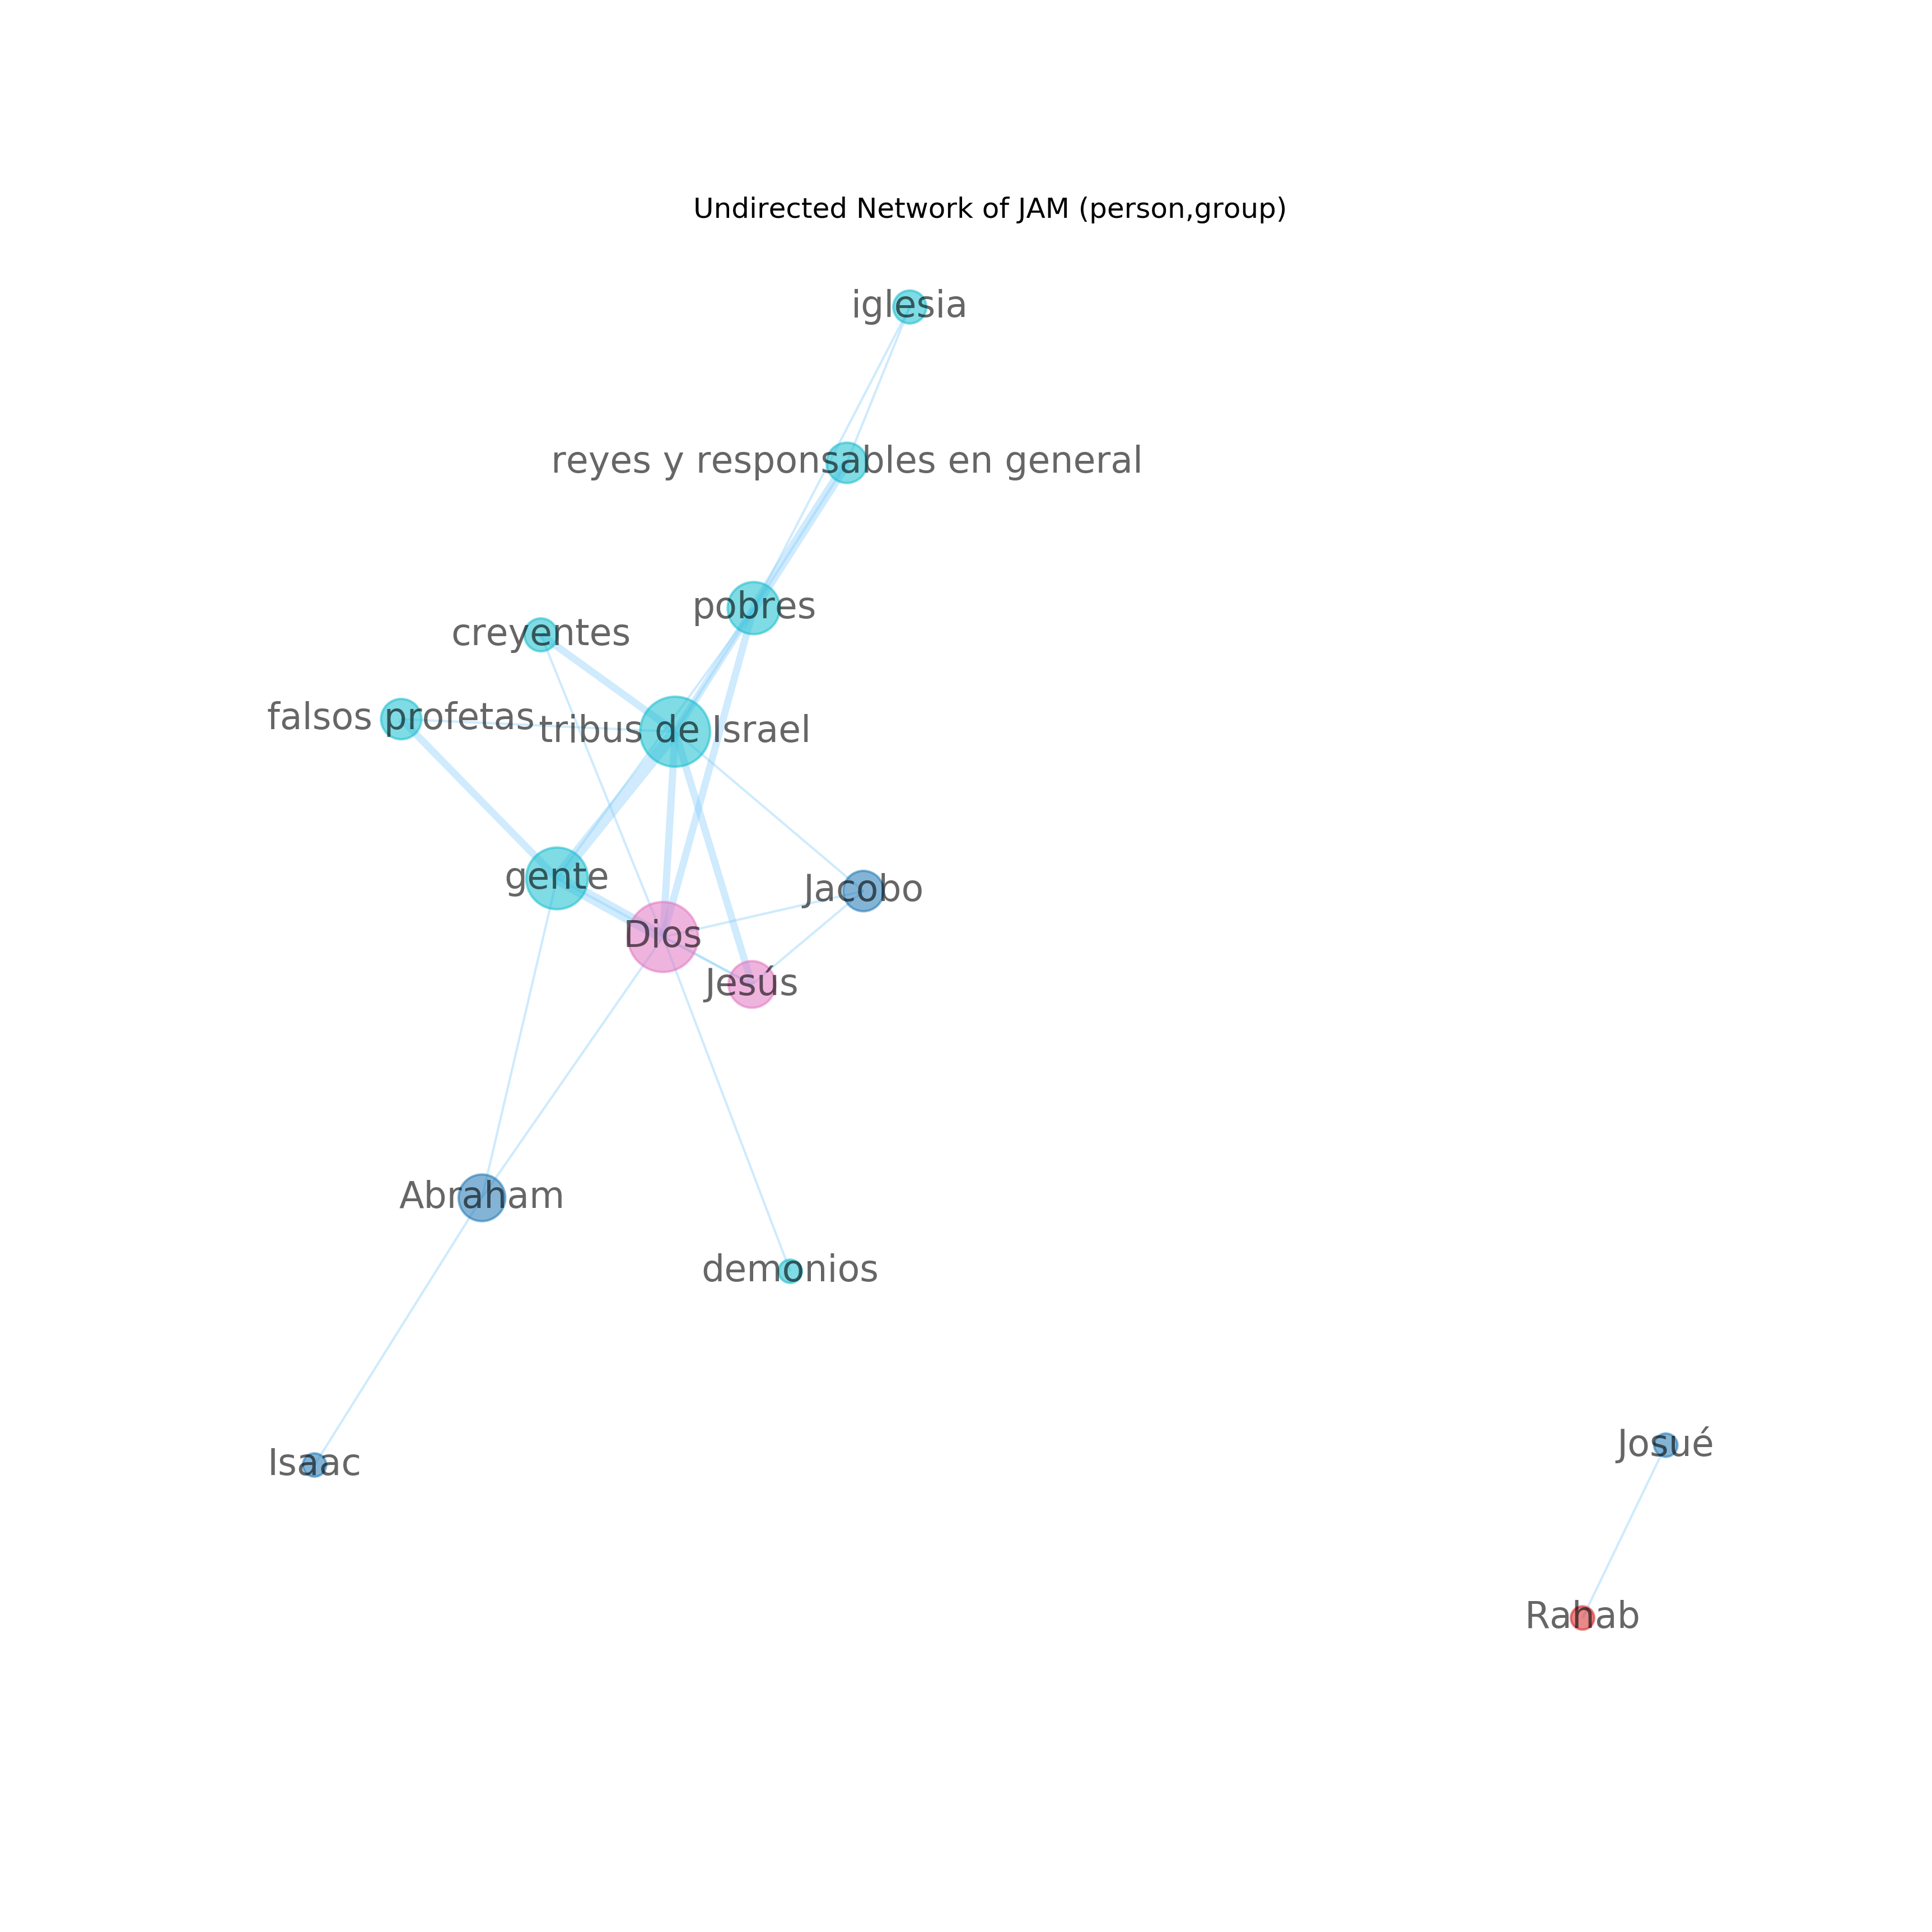 Undirected Network of JAM (person,group)
iglesia
reyes y responsables en general
pobres
creyentes
falsos profetas
tribus de Israel
gente
Jacobo
Dios
Jesús
Abraham
demonios
Josué
Isaac
Rahab